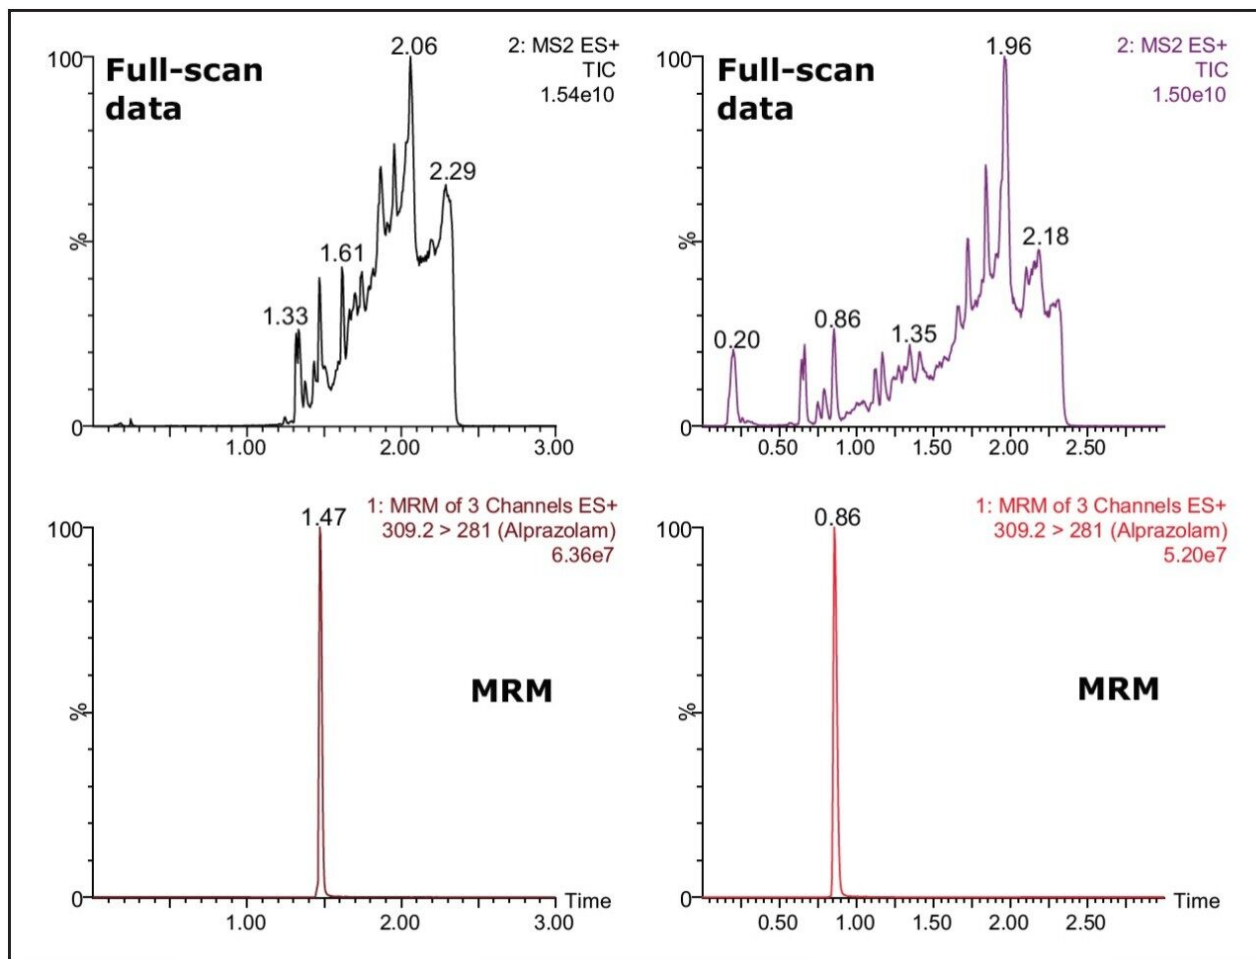 Full-scan
data
2: MS2 ES+
TIC
1.54e10
100
%
0
2.06
2.29
1.61
1.33
1.00
2.00
3.00
Full-scan
data
2: MS2 ES+
TIC
1.50e10
100
%
0
1.96
2.18
0.86
1.35
0.20
0.50
1.00
1.50
2.00
2.50
1: MRM of 3 Channels ES+
309.2 > 281 (Alprazolam)
6.36e7
100
%
0
1.47
MRM
Time
1.00
2.00
3.00
1: MRM of 3 Channels ES+
309.2 > 281 (Alprazolam)
5.20e7
100
%
0
0.86
MRM
Time
0.50
1.00
1.50
2.00
2.50